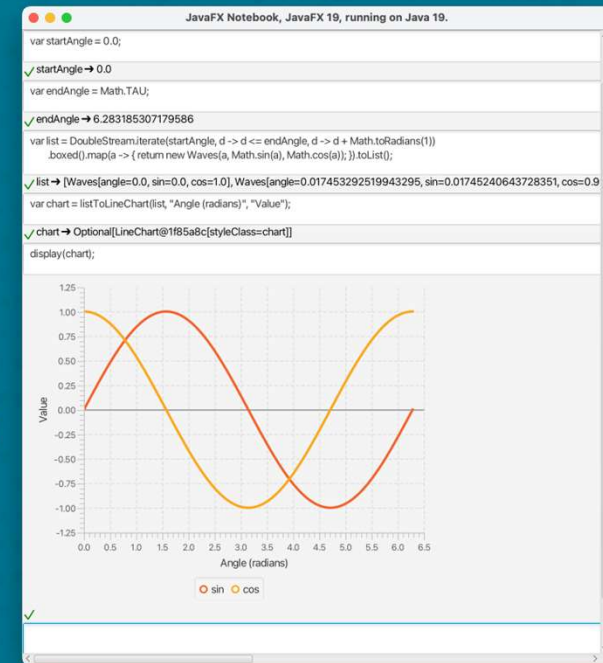 JavaFX Notebook, JavaFX 19, running on Java 19.
var startAngle = 0.0;
startAngle ➔ 0.0
var endAngle = Math.TAU;
endAngle ➔ 6.283185307179586
var list = DoubleStream.iterate(startAngle, d -> d <= endAngle, d -> d + Math.toRadians(1))
.boxed().map(a -> { return new Waves(a, Math.sin(a), Math.cos(a)); }).toList();
list ➔ [Waves[angle=0.0, sin=0.0, cos=1.0], Waves[angle=0.017453292519943295, sin=0.01745240643728351, cos=0.9
var chart = listToLineChart(list, "Angle (radians)", "Value");
chart ➔ Optional[LineChart@1f85a8c[styleClass=chart]]
display(chart);
1.25
1.00
0.75
0.50
0.25
0.00
-0.25
-0.50
-0.75
-1.00
-1.25
Value
0.0 0.5 1.0 1.5 2.0 2.5 3.0 3.5 4.0 4.5 5.0 5.5 6.0 6.5
Angle (radians)
sin cos